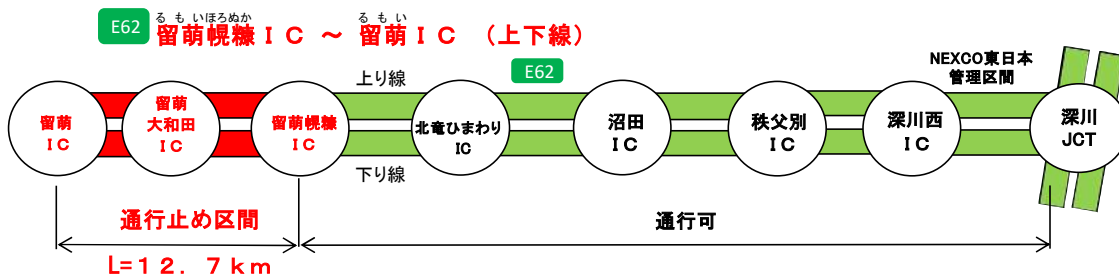 るもいほろぬか るもい
E62 留萌幌糠IC ～ 留萌IC (上下線)
上り線
E62
NEXCO東日本
管理区間
留萌
IC
留萌
大和田
IC
留萌幌糠
IC
北竜ひまわり
IC
沼田
IC
秩父別
IC
深川西
IC
深川
JCT
下り線
通行止め区間
L=12.7km
通行可